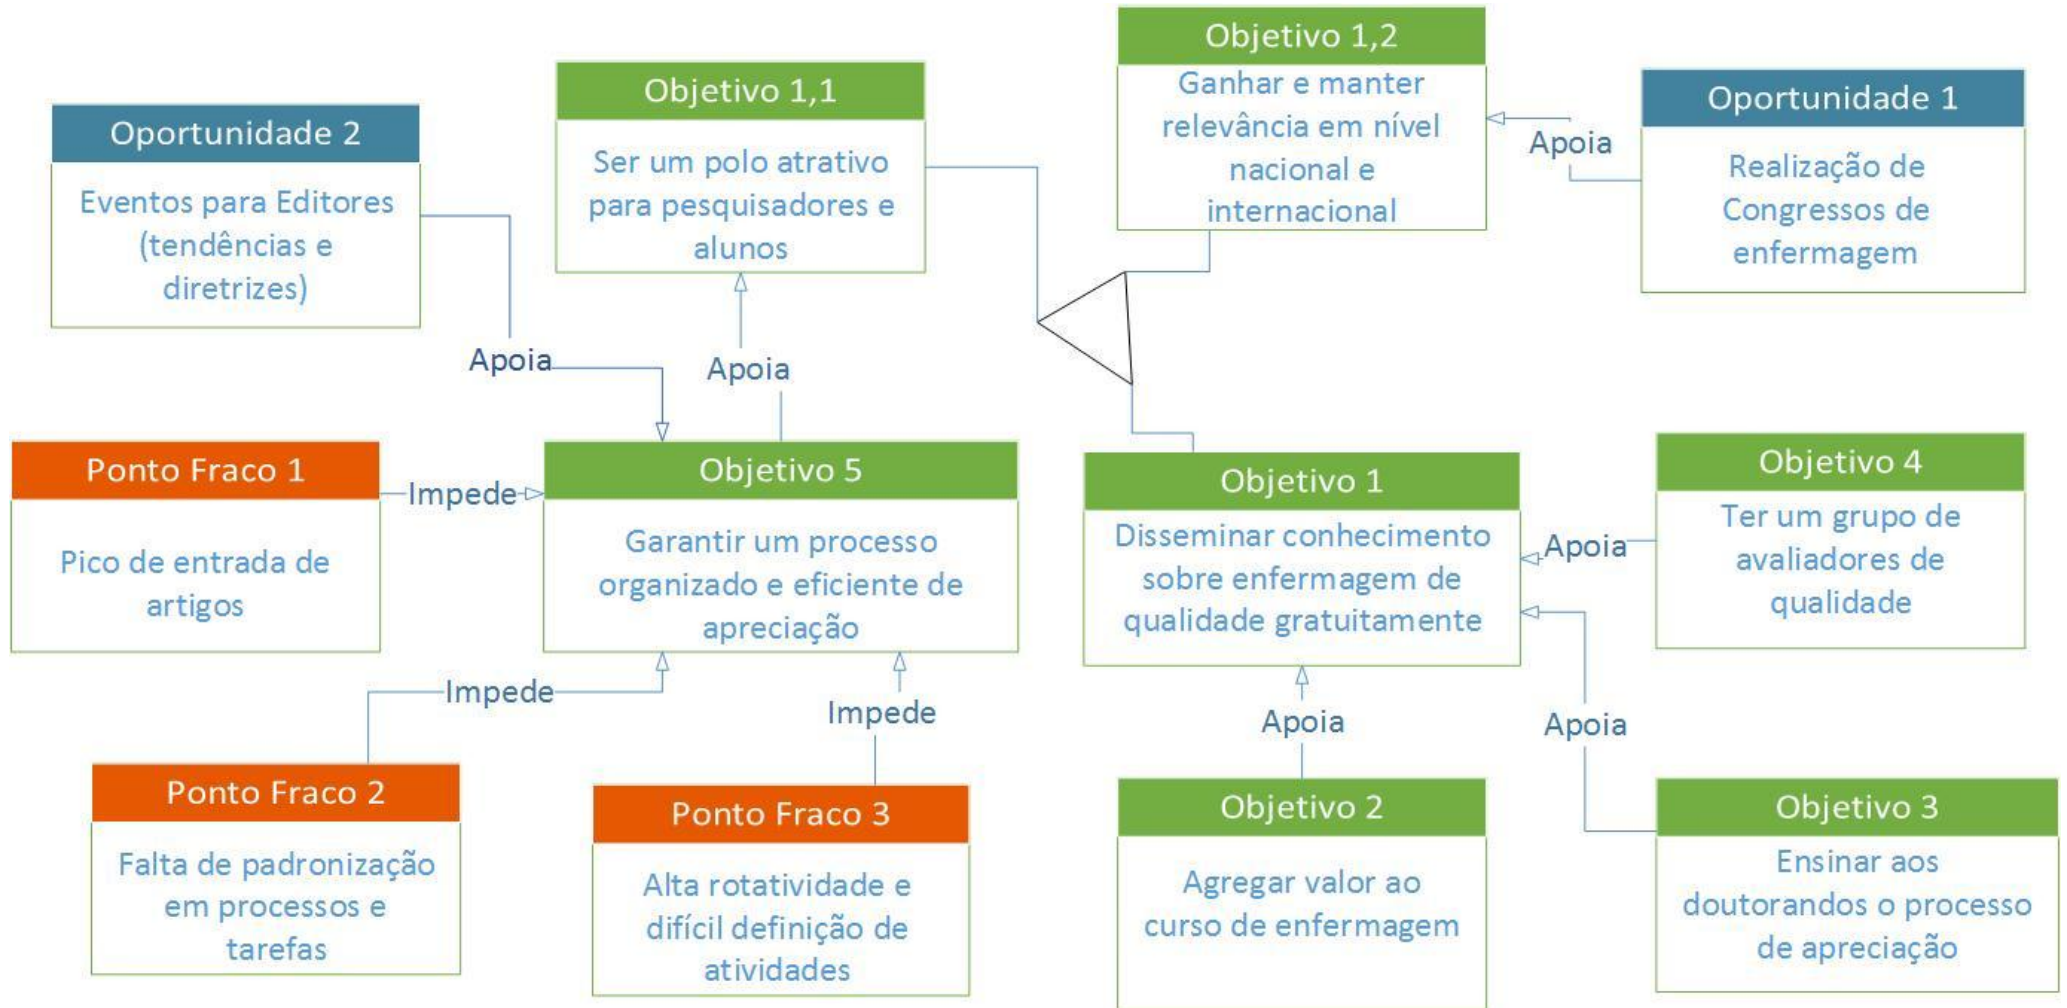 Objetivo 1,2
Ganhar e manter
relevância em nível
nacional e
internacional
Objetivo 1,1
Ser um polo atrativo
para pesquisadores e
alunos
Oportunidade 1
Realização de
Congressos de
enfermagem
Apoia
Oportunidade 2
Eventos para Editores
(tendências e
diretrizes)
Apoia
Apoia
Ponto Fraco 1
Pico de entrada de
artigos
Impede
Objetivo 5
Garantir um processo
organizado e eficiente de
apreciação
Objetivo 1
Disseminar conhecimento
sobre enfermagem de
qualidade gratuitamente
Apoia
Objetivo 4
Ter um grupo de
avaliadores de
qualidade
Impede
Impede
Apoia
Apoia
Ponto Fraco 2
Falta de padronização
em processos e
tarefas
Ponto Fraco 3
Alta rotatividade e
difícil definição de
atividades
Objetivo 2
Agregar valor ao
curso de enfermagem
Objetivo 3
Ensinar aos
doutorandos o processo
de apreciação